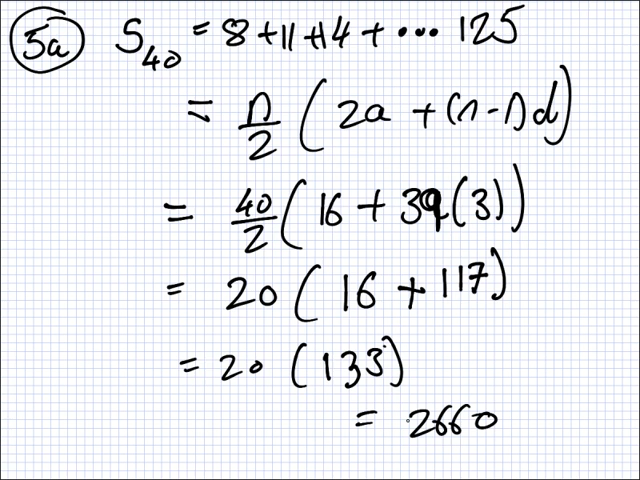 5a S₄₀ = 8 + 11 + 14 + ... 125
= n/2 (2a + (n-1)d)
= 40/2 (16 + 39(3))
= 20 (16 + 117)
= 20 (133)
= 2660